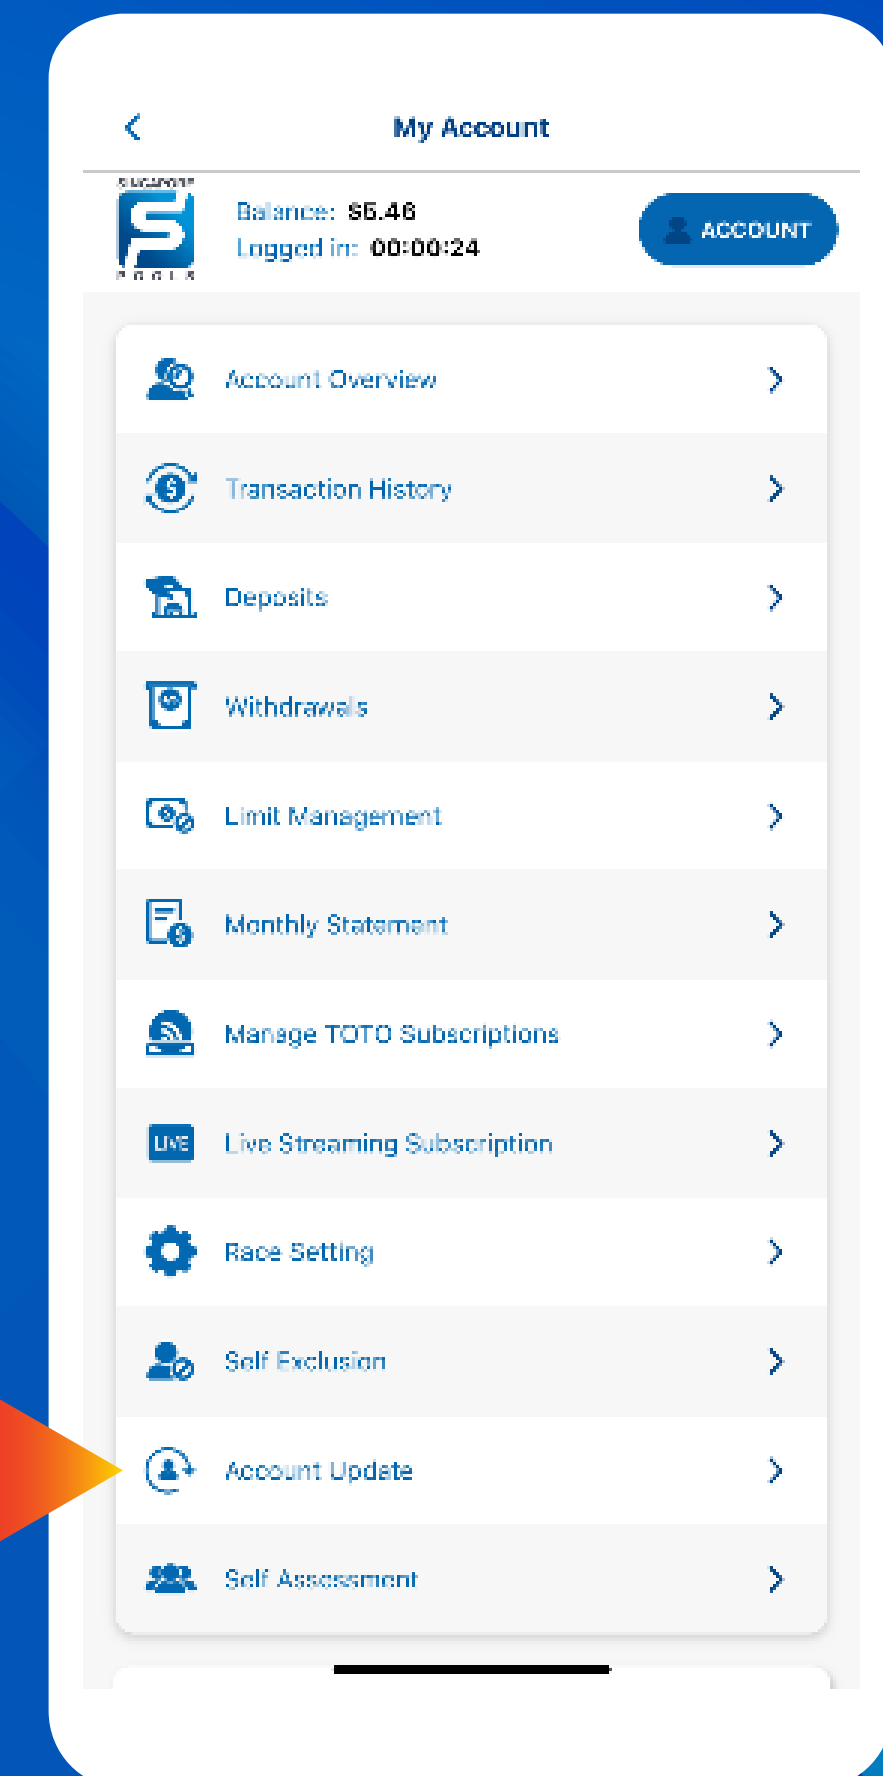 My Account
SINGAPORE
POOLS
Balance: $5.46
Logged in: 00:00:24
ACCOUNT
Account Overview
Transaction History
Deposits
Withdrawals
Limit Management
Monthly Statement
Manage TOTO Subscriptions
LIVE
Live Streaming Subscription
Race Setting
Self Exclusion
Account Update
Self Assessment